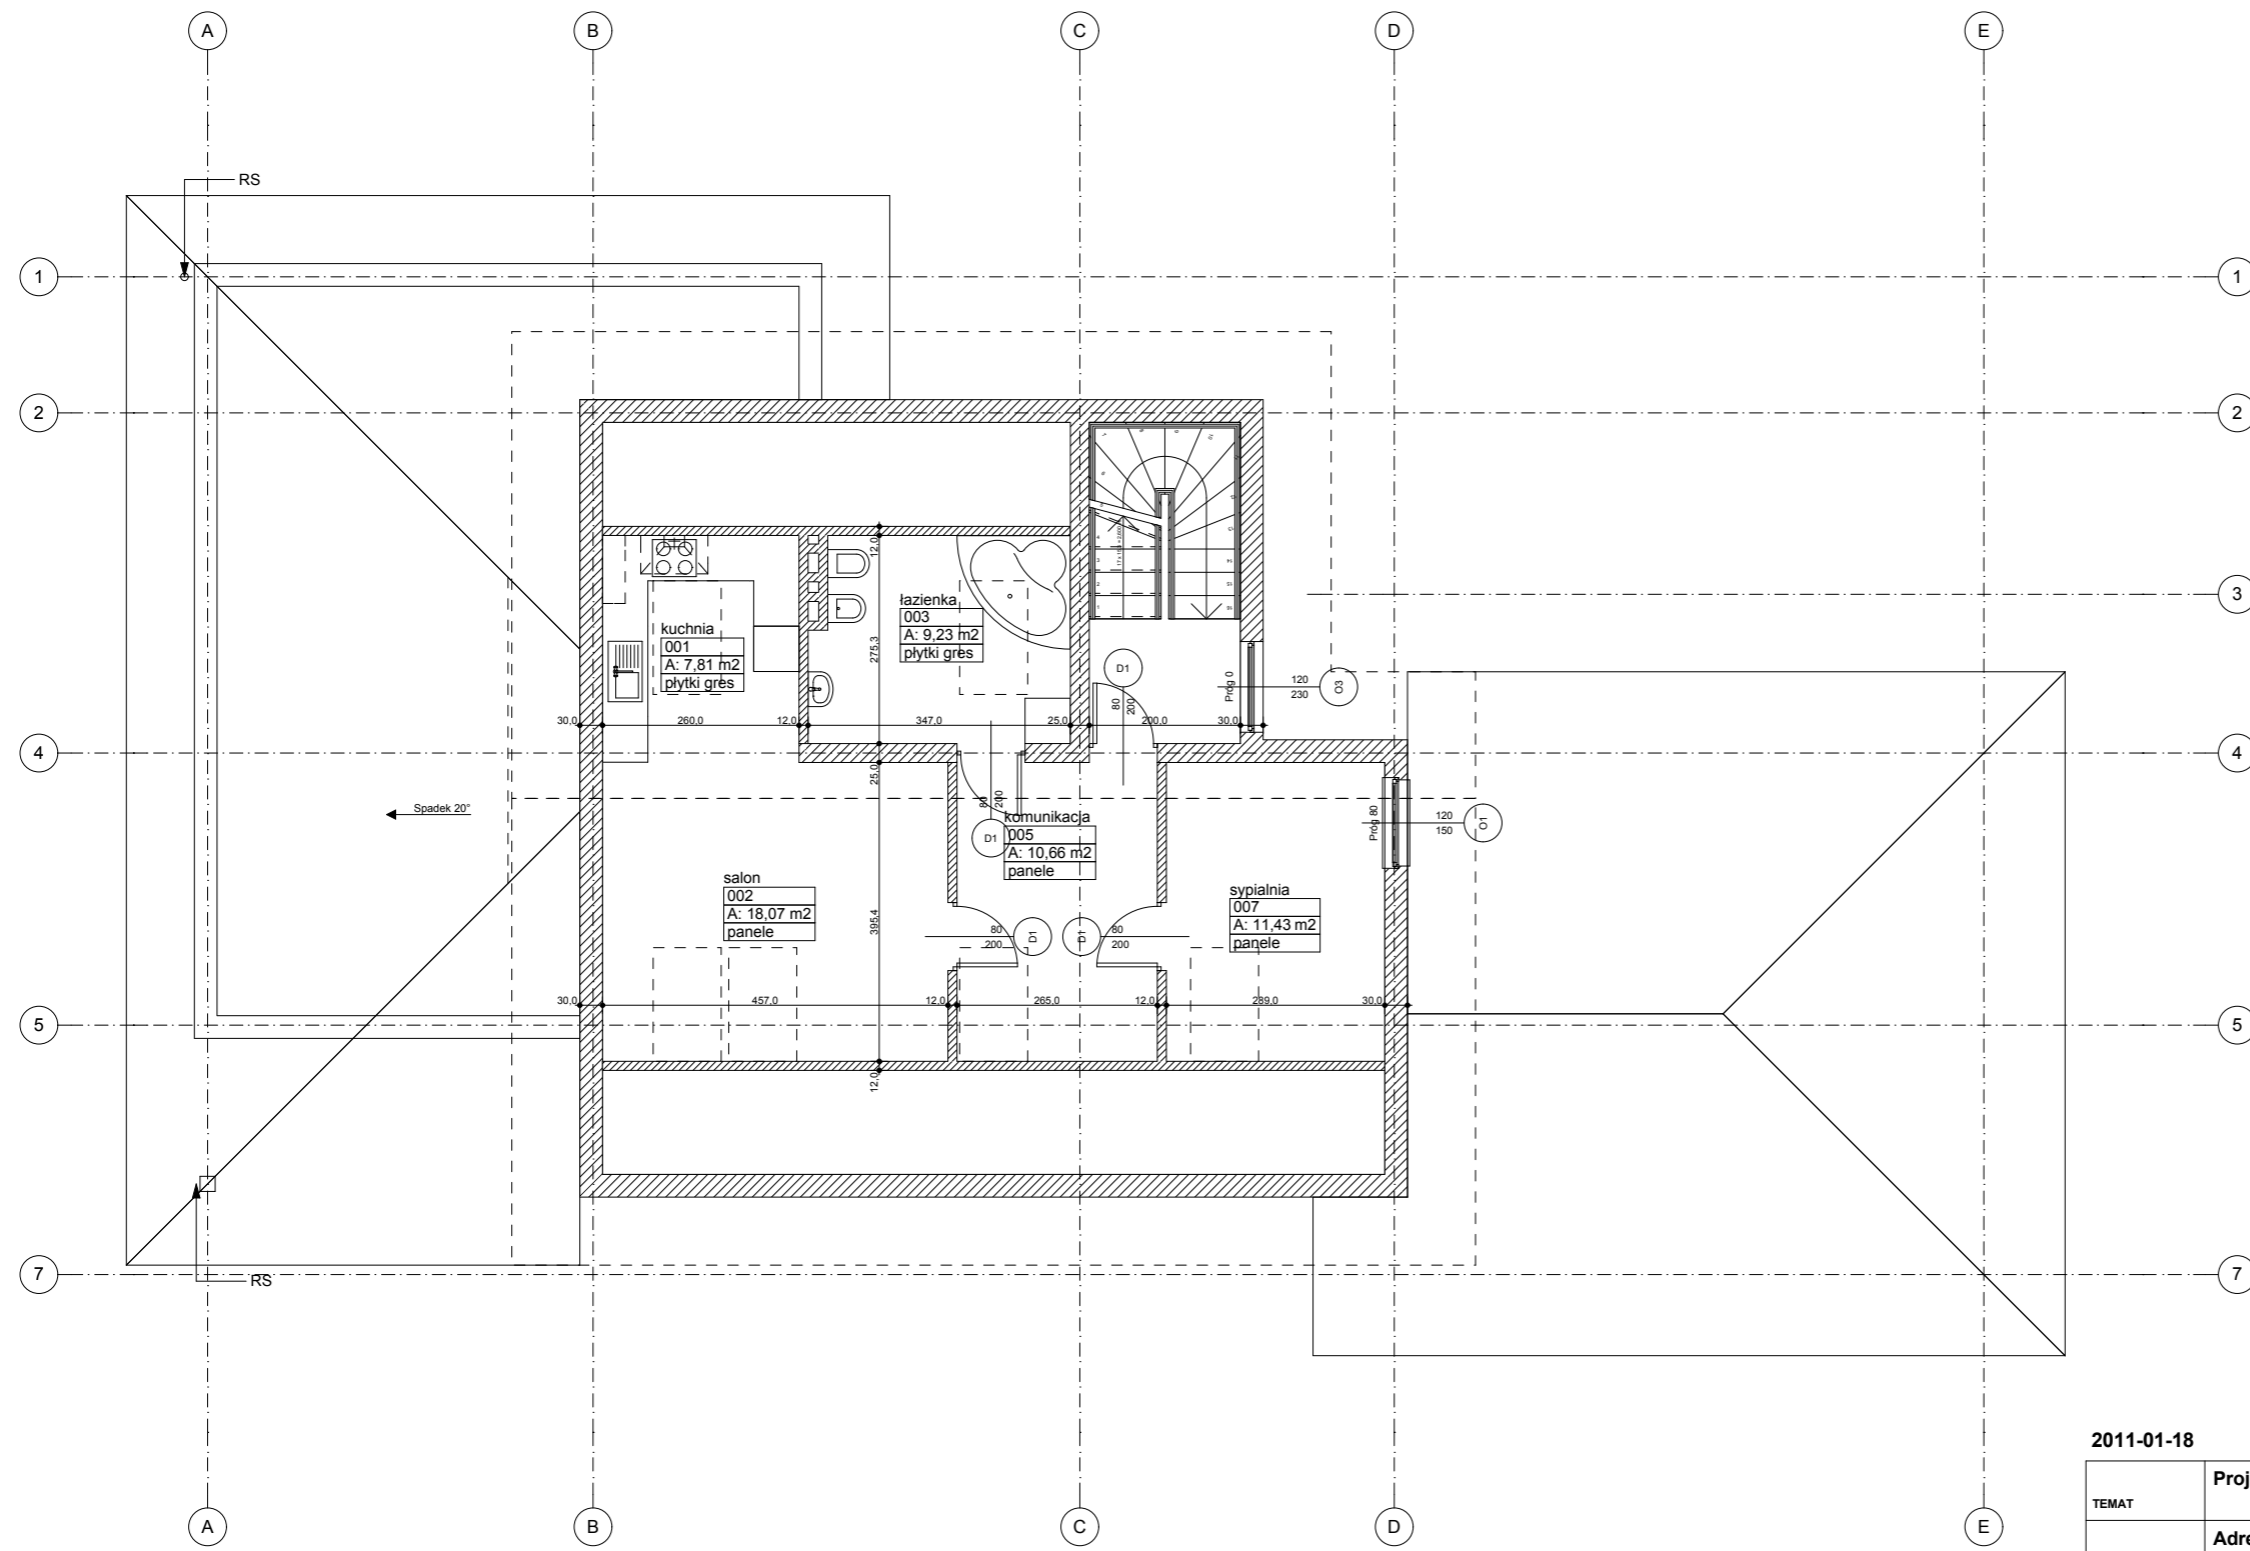 A
B
C
D
E
RS
1
1
2
2
3
12,0
łazienka
003
A: 9,23 m2
płytki gres
kuchnia
001
A: 7,81 m2
płytki gres
275,3
D1
80
200
Próg 0
120
230
O3
30,0
260,0
12,0
347,0
25,0
200,0
30,0
4
4
25,0
80
200
Spadek 20°
D1
komunikacja
005
A: 10,66 m2
panele
Próg 80
120
150
O1
salon
002
A: 18,07 m2
panele
sypialnia
007
A: 11,43 m2
panele
395,4
80
200
D1
D1
80
200
30,0
457,0
12,0
265,0
12,0
289,0
30,0
5
5
12,0
7
7
RS
2011-01-18
TEMAT
A
B
C
D
E